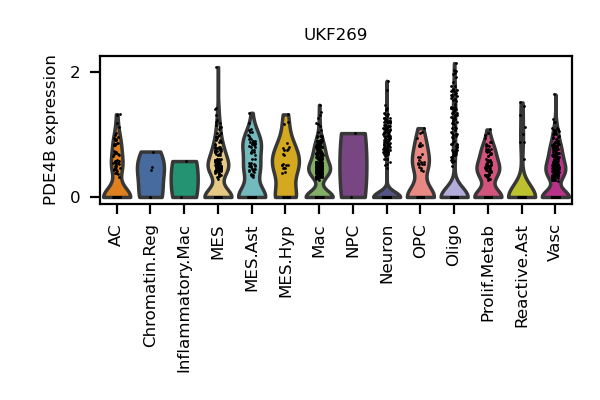 UKF269
PDE4B expression
2
0
AC
Chromatin.Reg
Inflammatory.Mac
MES
MES.Ast
MES.Hyp
Mac
NPC
Neuron
OPC
Oligo
Prolif.Metab
Reactive.Ast
Vasc